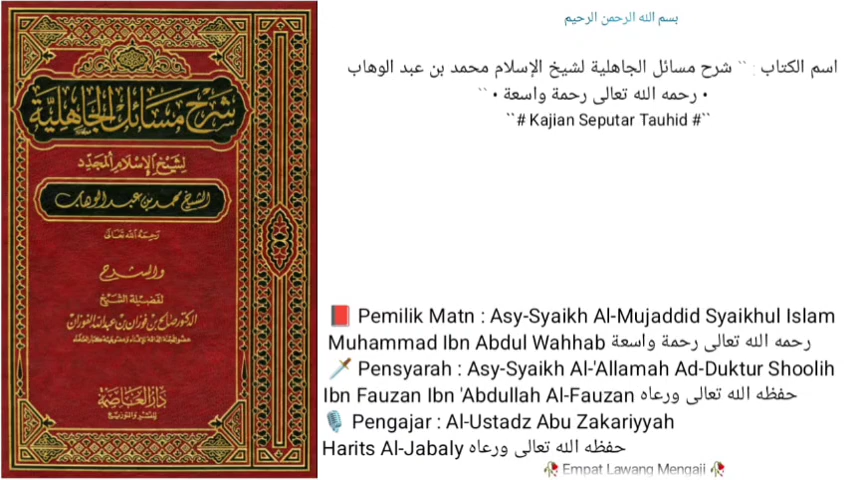 شرح مسائل الجاهلية
لشيخ الإسلام المجدد
الشيخ محمد بن عبد الوهاب
رحمه الله تعالى
والشرح
لفضيلة الشيخ
الدكتور صالح بن فوزان بن عبد الله الفوزان
دار العاصمة
للنشر والتوزيع
بسم الله الرحمن الرحيم
اسم الكتاب : `` شرح مسائل الجاهلية لشيخ الإسلام محمد بن عبد الوهاب
• رحمه الله تعالى رحمة واسعة • ``
``# Kajian Seputar Tauhid #``
📕 Pemilik Matn : Asy-Syaikh Al-Mujaddid Syaikhul Islam
Muhammad Ibn Abdul Wahhab رحمه الله تعالى رحمة واسعة
🗡️ Pensyarah : Asy-Syaikh Al-'Allamah Ad-Duktur Shoolih
Ibn Fauzan Ibn 'Abdullah Al-Fauzan حفظه الله تعالى ورعاه
🎙️ Pengajar : Al-Ustadz Abu Zakariyyah
Harits Al-Jabaly حفظه الله تعالى ورعاه
🥀 Empat Lawang Mengaji 🥀